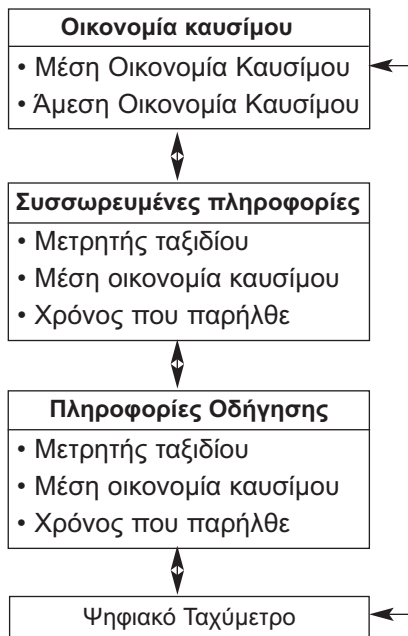 Οικονομία καυσίμου
• Μέση Οικονομία Καυσίμου
• Άμεση Οικονομία Καυσίμου
Συσσωρευμένες πληροφορίες
• Μετρητής ταξιδίου
• Μέση οικονομία καυσίμου
• Χρόνος που παρήλθε
Πληροφορίες Οδήγησης
• Μετρητής ταξιδίου
• Μέση οικονομία καυσίμου
• Χρόνος που παρήλθε
Ψηφιακό Ταχύμετρο